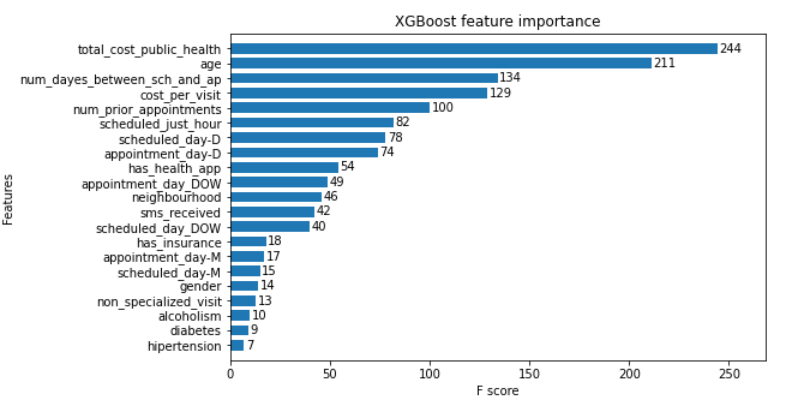 XGBoost feature importance
Features
total_cost_public_health 244
age 211
num_dayes_between_sch_and_ap 134
cost_per_visit 129
num_prior_appointments 100
scheduled_just_hour 82
scheduled_day-D 78
appointment_day-D 74
has_health_app 54
appointment_day_DOW 49
neighbourhood 46
sms_received 42
scheduled_day_DOW 40
has_insurance 18
appointment_day-M 17
scheduled_day-M 15
gender 14
non_specialized_visit 13
alcoholism 10
diabetes 9
hipertension 7
0 50 100 150 200 250
F score